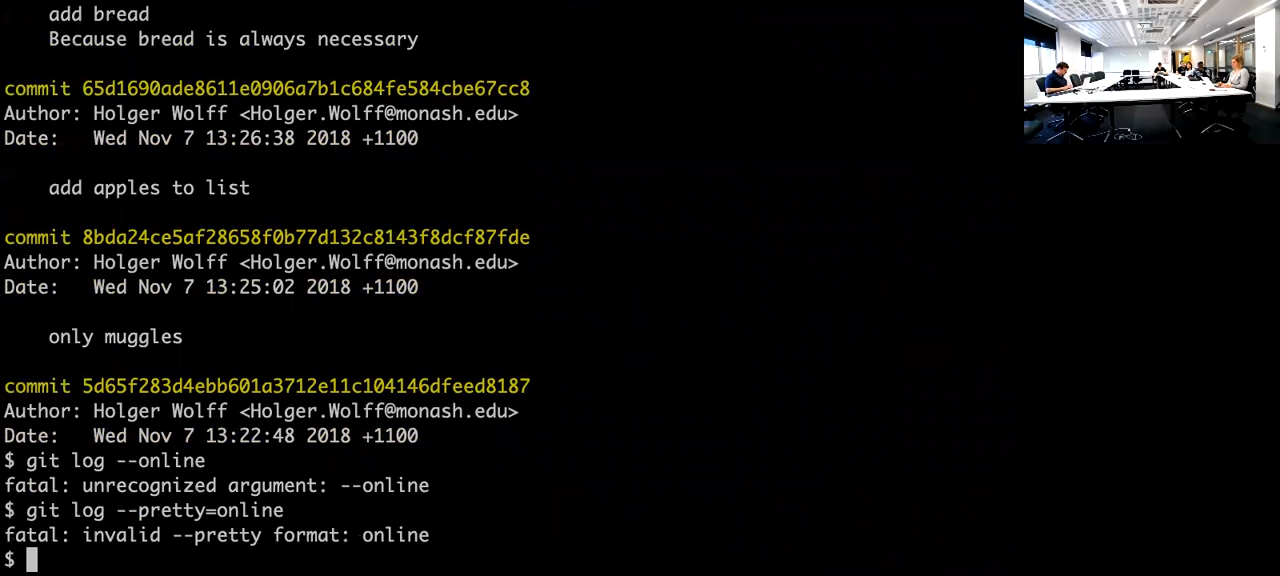 add bread
Because bread is always necessary
commit 65d1690ade8611e0906a7b1c684fe584cbe67cc8
Author: Holger Wolff <Holger.Wolff@monash.edu>
Date:   Wed Nov 7 13:26:38 2018 +1100
add apples to list
commit 8bda24ce5af28658f0b77d132c8143f8dcf87fde
Author: Holger Wolff <Holger.Wolff@monash.edu>
Date:   Wed Nov 7 13:25:02 2018 +1100
only muggles
commit 5d65f283d4ebb601a3712e11c104146dfeed8187
Author: Holger Wolff <Holger.Wolff@monash.edu>
Date:   Wed Nov 7 13:22:48 2018 +1100
$ git log --online
fatal: unrecognized argument: --online
$ git log --pretty=online
fatal: invalid --pretty format: online
$